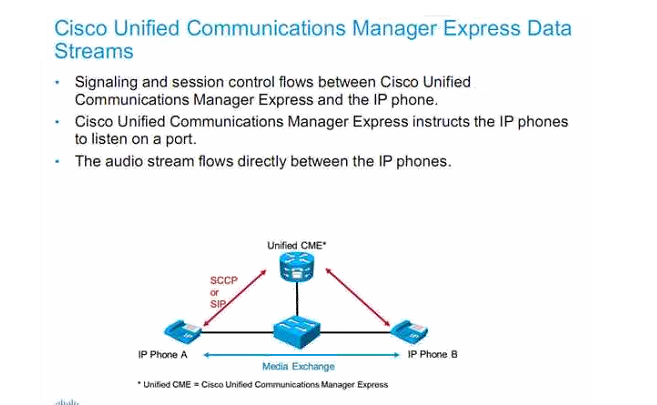 Cisco Unified Communications Manager Express Data
Streams
• Signaling and session control flows between Cisco Unified
Communications Manager Express and the IP phone.
• Cisco Unified Communications Manager Express instructs the IP phones
to listen on a port.
• The audio stream flows directly between the IP phones.
Unified CME*
SCCP
or
SIP
IP Phone A
IP Phone B
Media Exchange
* Unified CME = Cisco Unified Communications Manager Express